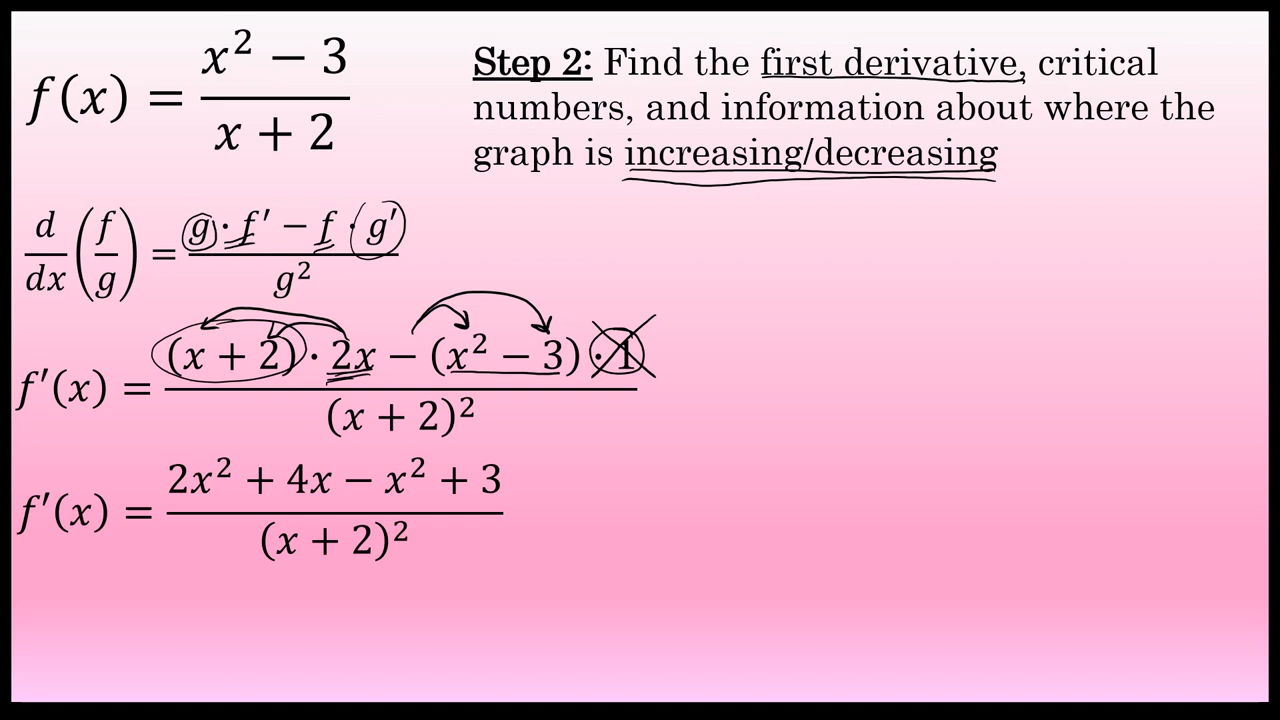 f(x) = (x² − 3)/(x + 2)
Step 2: Find the first derivative, critical
numbers, and information about where the
graph is increasing/decreasing
d/dx (f/g) = (g · f′ − f · g′)/g²
f′(x) = ((x + 2) · 2x − (x² − 3) · 1)/(x + 2)²
f′(x) = (2x² + 4x − x² + 3)/(x + 2)²